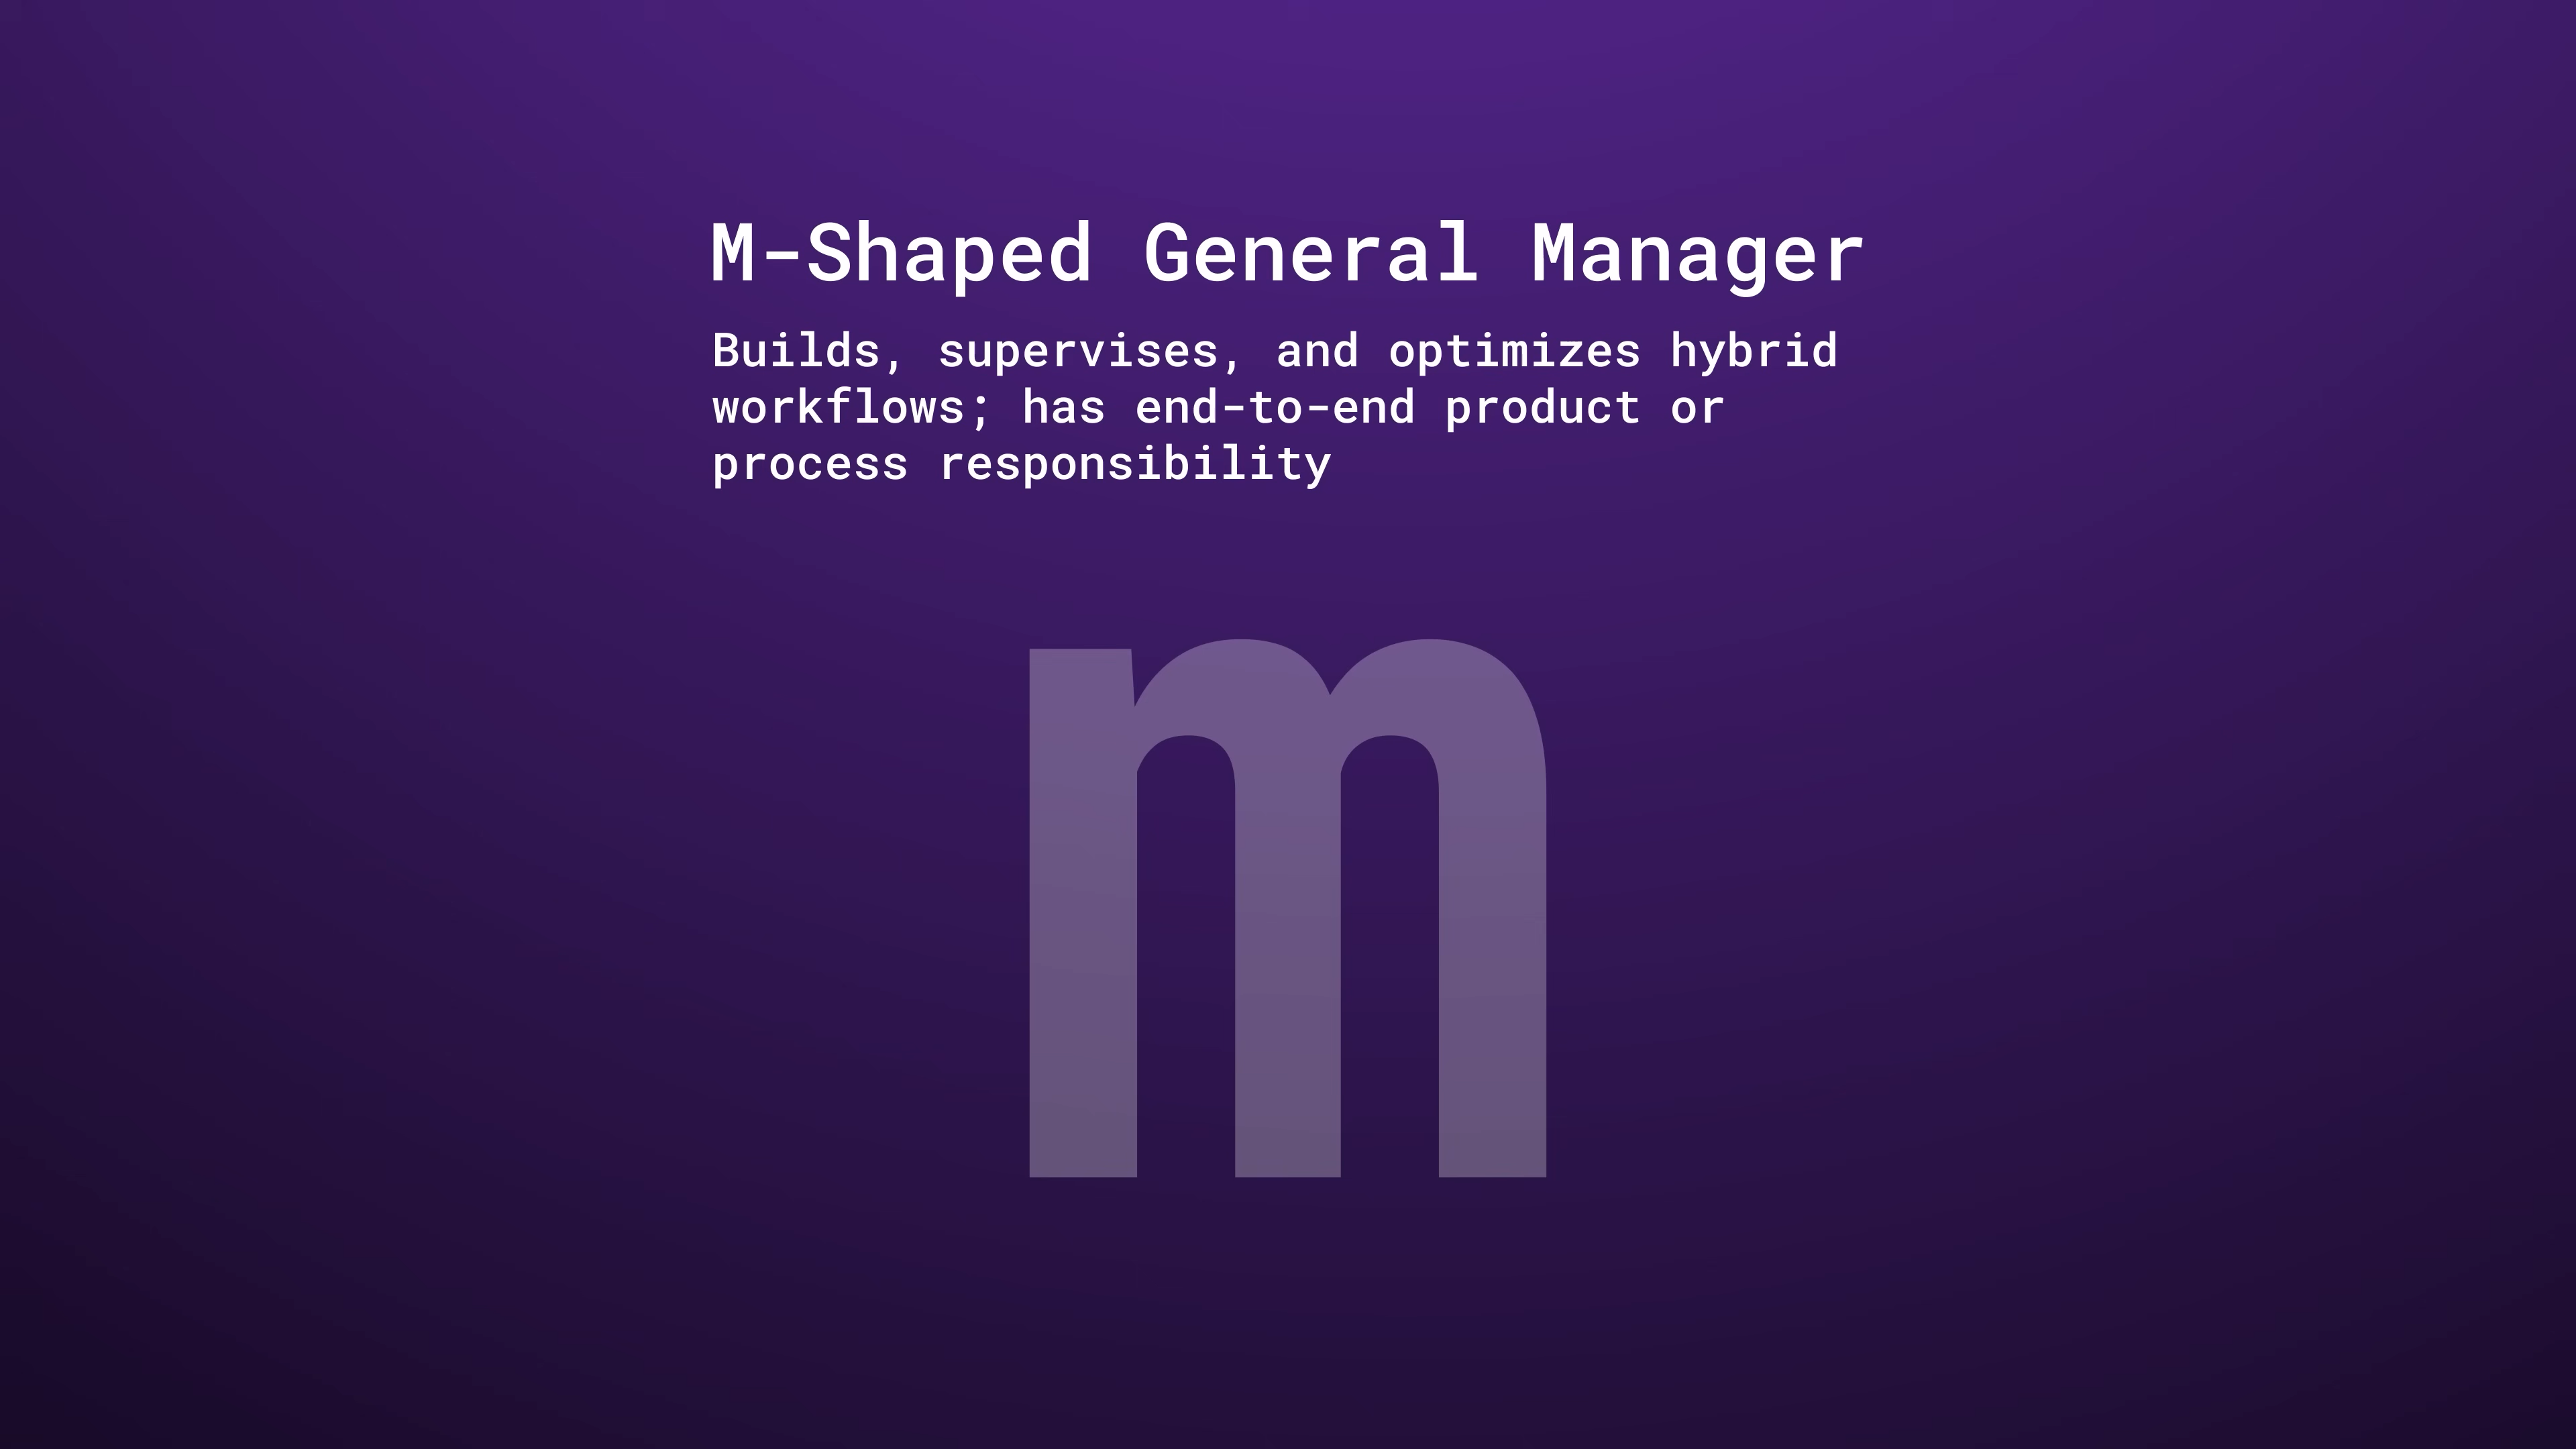 M-Shaped General Manager
Builds, supervises, and optimizes hybrid
workflows; has end-to-end product or
process responsibility
m